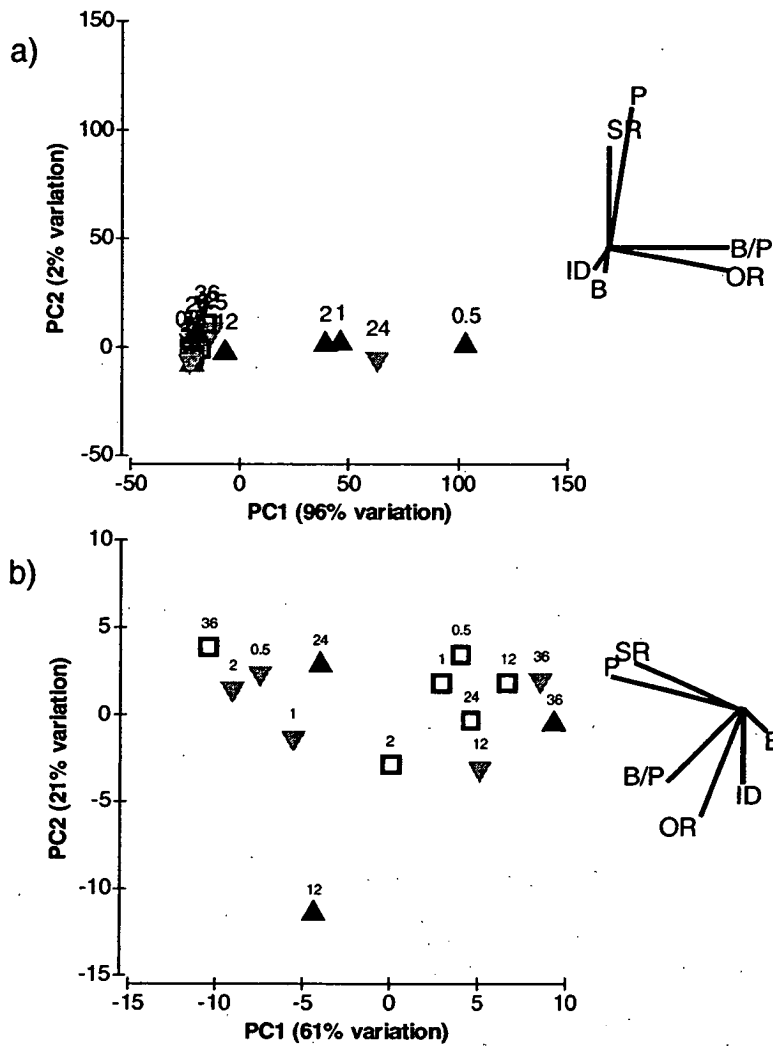 a)
150
100
50
0
-50
PC2 (2% variation)
36
12
2 1
24
0.5
-50 0 50 100 150
PC1 (96% variation)
P
SR
B/P
OR
ID
B
b)
10
5
0
-5
-10
-15
PC2 (21% variation)
36
2
0.5
1
24
12
2
1
0.5
24
12
12
36
36
-15 -10 -5 0 5 10
PC1 (61% variation)
SR
P
B/P
OR
ID